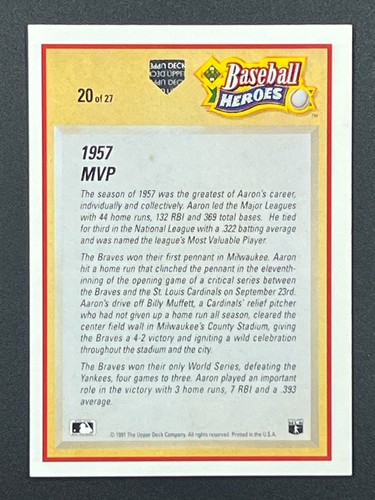 UPPER DECK
Baseball
HEROES
TM
20 of 27
1957
MVP
The season of 1957 was the greatest of Aaron's career,
individually and collectively. Aaron led the Major Leagues
with 44 home runs, 132 RBI and 369 total bases. He tied
for third in the National League with a .322 batting average
and was named the league's Most Valuable Player.
The Braves won their first pennant in Milwaukee. Aaron
hit a home run that clinched the pennant in the eleventh-
inning of the opening game of a critical series between
the Braves and the St. Louis Cardinals on September 23rd.
Aaron's drive off Billy Muffett, a Cardinals' relief pitcher
who had not given up a home run all season, cleared the
center field wall in Milwaukee's County Stadium, giving
the Braves a 4-2 victory and igniting a wild celebration
throughout the stadium and the city.
The Braves won their only World Series, defeating the
Yankees, four games to three. Aaron played an important
role in the victory with 3 home runs, 7 RBI and a .393
average.
© 1991 The Upper Deck Company. All rights reserved. Printed in the U.S.A.